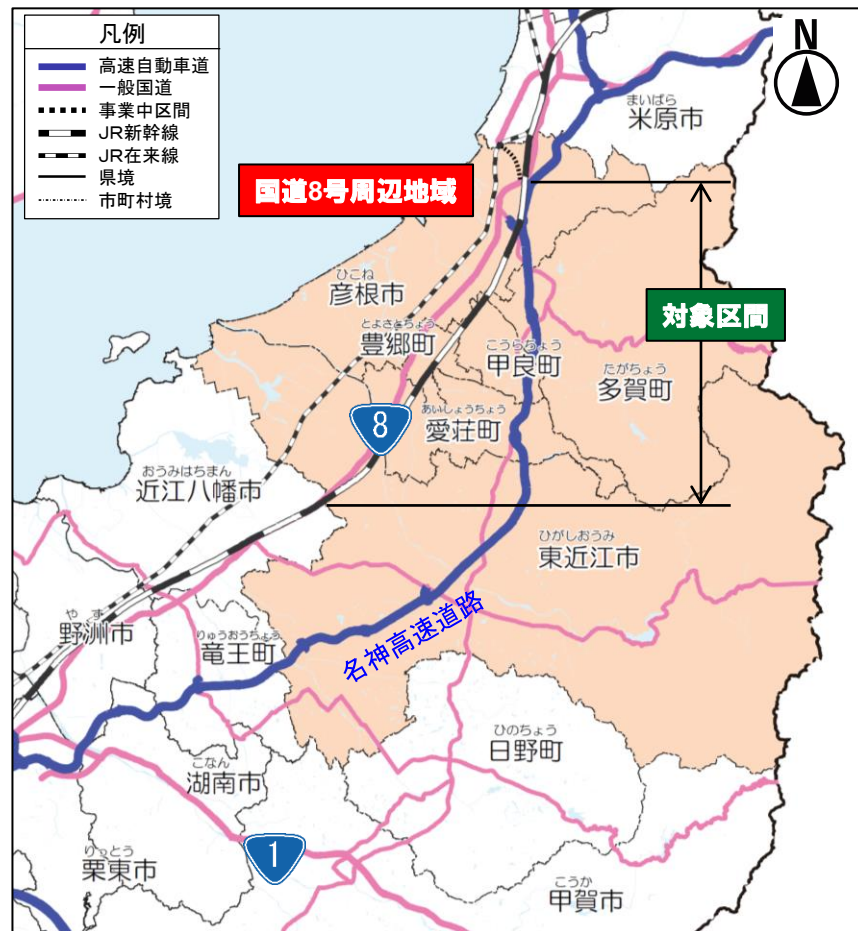 凡例
高速自動車道
一般国道
事業中区間
JR新幹線
JR在来線
県境
市町村境
N
まいばら
米原市
国道8号周辺地域
対象区間
ひこね
彦根市
とよさとちょう
豊郷町
こうらちょう
甲良町
たがちょう
多賀町
8
あいしょうちょう
愛荘町
おうみはちまん
近江八幡市
ひがしおうみ
東近江市
名神高速道路
やす
野洲市
りゅうおうちょう
竜王町
ひのちょう
日野町
こなん
湖南市
1
りっとう
栗東市
こうか
甲賀市